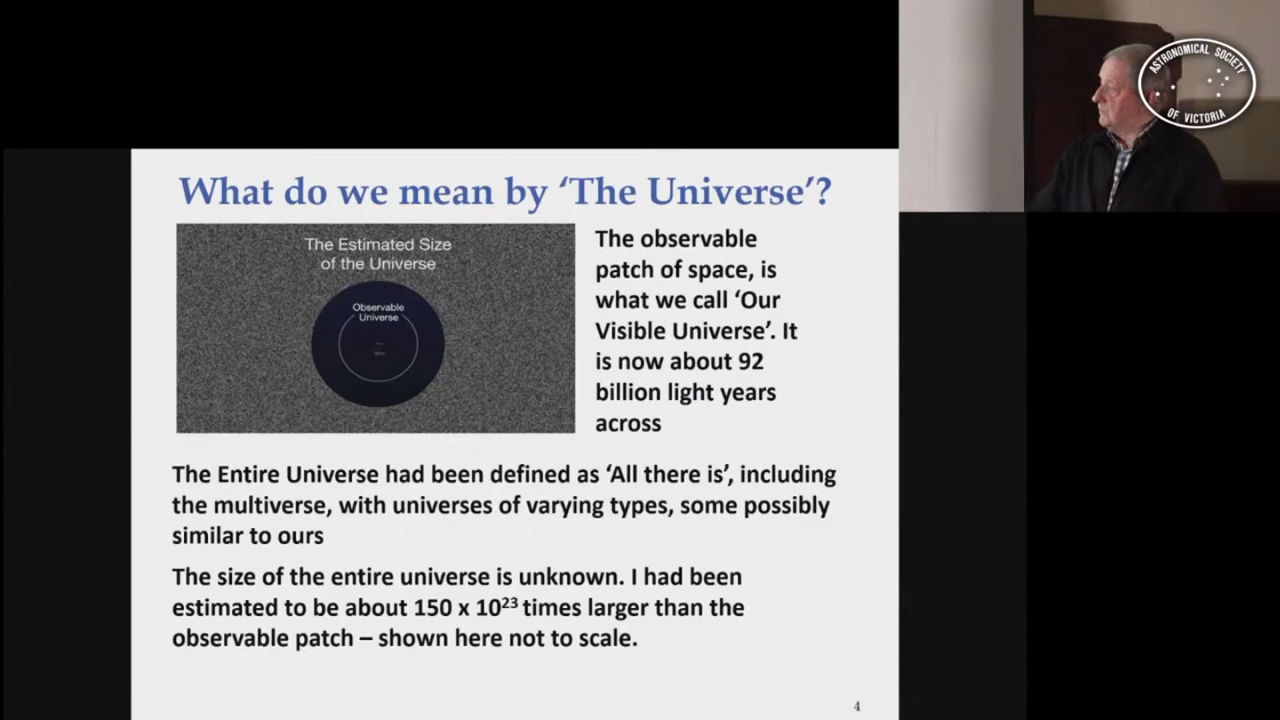 What do we mean by ‘The Universe’?
The Estimated Size
of the Universe
Observable
Universe
The observable
patch of space, is
what we call ‘Our
Visible Universe’. It
is now about 92
billion light years
across
The Entire Universe had been defined as ‘All there is’, including
the multiverse, with universes of varying types, some possibly
similar to ours
The size of the entire universe is unknown. I had been
estimated to be about 150 x 10²³ times larger than the
observable patch – shown here not to scale.
4
ASTRONOMICAL SOCIETY
OF VICTORIA